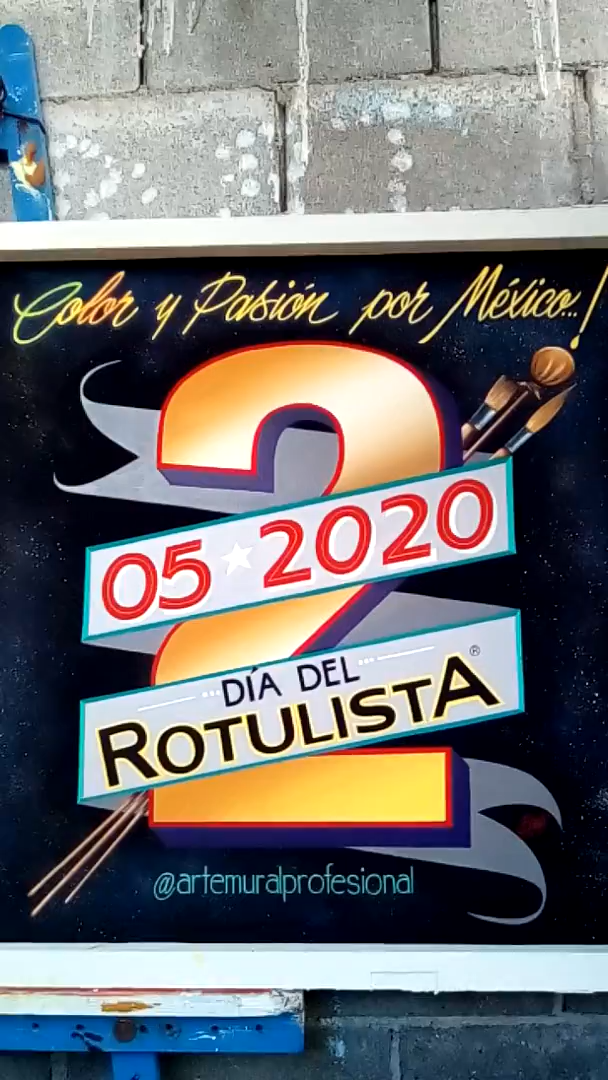 Color y Pasión por México...!
2
05★2020
DÍA DEL
ROTULISTA®
@artemuralprofesional